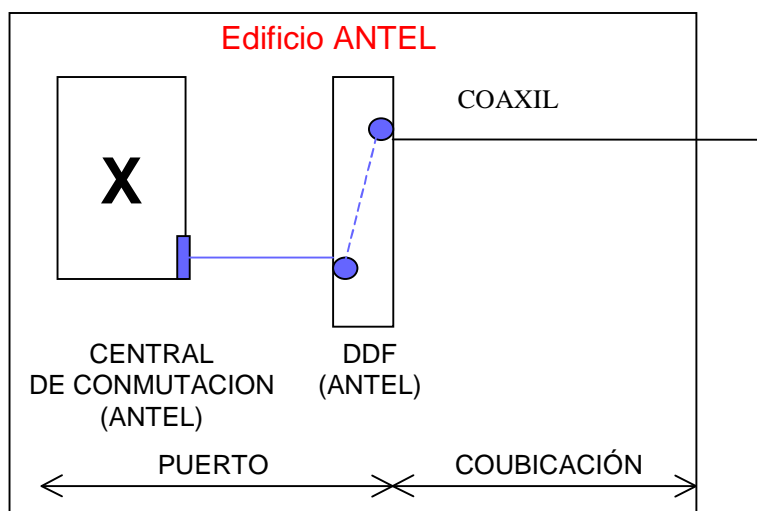 Edificio ANTEL
COAXIL
X
CENTRAL
DE CONMUTACION
(ANTEL)
DDF
(ANTEL)
PUERTO
COUBICACIÓN